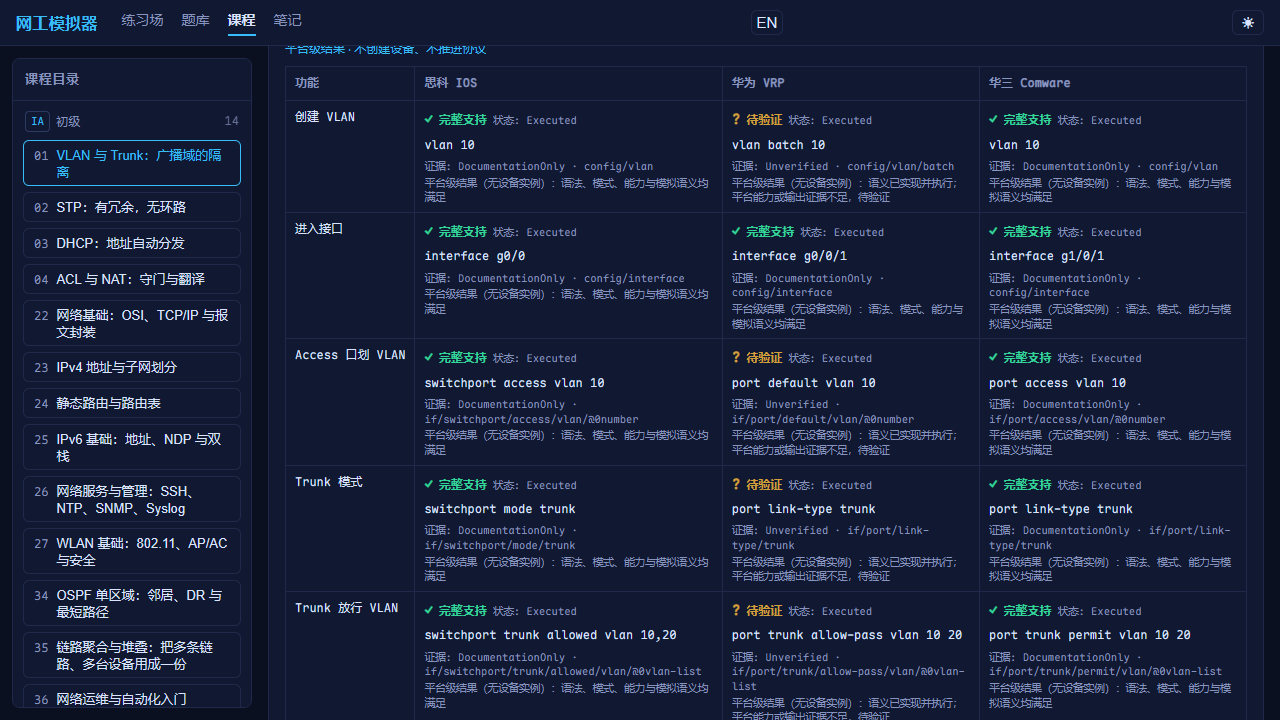 网工模拟器
练习场
题库
课程
笔记
EN
课程目录
IA 初级 14
01 VLAN 与 Trunk：广播域的隔
离
02 STP：有冗余，无环路
03 DHCP：地址自动分发
04 ACL 与 NAT：守门与翻译
22 网络基础：OSI、TCP/IP 与报
文封装
23 IPv4 地址与子网划分
24 静态路由与路由表
25 IPv6 基础：地址、NDP 与双
栈
26 网络服务与管理：SSH、
NTP、SNMP、Syslog
27 WLAN 基础：802.11、AP/AC
与安全
34 OSPF 单区域：邻居、DR 与
最短路径
35 链路聚合与堆叠：把多条链
路、多台设备用成一份
36 网络运维与自动化入门
平台级结果 · 不创建设备、不推进协议
功能
思科 IOS
华为 VRP
华三 Comware
创建 VLAN
✔ 完整支持 状态: Executed
vlan 10
证据: DocumentationOnly · config/vlan
平台级结果（无设备实例）：语法、模式、能力与模拟语义均
满足
? 待验证 状态: Executed
vlan batch 10
证据: Unverified · config/vlan/batch
平台级结果（无设备实例）：语义已实现并执行；
平台能力或输出证据不足，待验证
✔ 完整支持 状态: Executed
vlan 10
证据: DocumentationOnly · config/vlan
平台级结果（无设备实例）：语法、模式、能力与模
拟语义均满足
进入接口
✔ 完整支持 状态: Executed
interface g0/0
证据: DocumentationOnly · config/interface
平台级结果（无设备实例）：语法、模式、能力与模拟语义均
满足
✔ 完整支持 状态: Executed
interface g0/0/1
证据: DocumentationOnly ·
config/interface
平台级结果（无设备实例）：语法、模式、能力与
模拟语义均满足
✔ 完整支持 状态: Executed
interface g1/0/1
证据: DocumentationOnly ·
config/interface
平台级结果（无设备实例）：语法、模式、能力与模
拟语义均满足
Access 口划 VLAN
✔ 完整支持 状态: Executed
switchport access vlan 10
证据: DocumentationOnly ·
if/switchport/access/vlan/@0number
平台级结果（无设备实例）：语法、模式、能力与模拟语义均
满足
? 待验证 状态: Executed
port default vlan 10
证据: Unverified ·
if/port/default/vlan/@0number
平台级结果（无设备实例）：语义已实现并执行；
平台能力或输出证据不足，待验证
✔ 完整支持 状态: Executed
port access vlan 10
证据: DocumentationOnly ·
if/port/access/vlan/@0number
平台级结果（无设备实例）：语法、模式、能力与模
拟语义均满足
Trunk 模式
✔ 完整支持 状态: Executed
switchport mode trunk
证据: DocumentationOnly ·
if/switchport/mode/trunk
平台级结果（无设备实例）：语法、模式、能力与模拟语义均
满足
? 待验证 状态: Executed
port link-type trunk
证据: Unverified · if/port/link-
type/trunk
平台级结果（无设备实例）：语义已实现并执行；
平台能力或输出证据不足，待验证
✔ 完整支持 状态: Executed
port link-type trunk
证据: DocumentationOnly · if/port/link-
type/trunk
平台级结果（无设备实例）：语法、模式、能力与模
拟语义均满足
Trunk 放行 VLAN
✔ 完整支持 状态: Executed
switchport trunk allowed vlan 10,20
证据: DocumentationOnly ·
if/switchport/trunk/allowed/vlan/@0vlan-list
平台级结果（无设备实例）：语法、模式、能力与模拟语义均
满足
? 待验证 状态: Executed
port trunk allow-pass vlan 10 20
证据: Unverified ·
if/port/trunk/allow-pass/vlan/@0vlan-
list
平台级结果（无设备实例）：语义已实现并执行；
平台能力或输出证据不足，待验证
✔ 完整支持 状态: Executed
port trunk permit vlan 10 20
证据: DocumentationOnly ·
if/port/trunk/permit/vlan/@0vlan-list
平台级结果（无设备实例）：语法、模式、能力与模
拟语义均满足